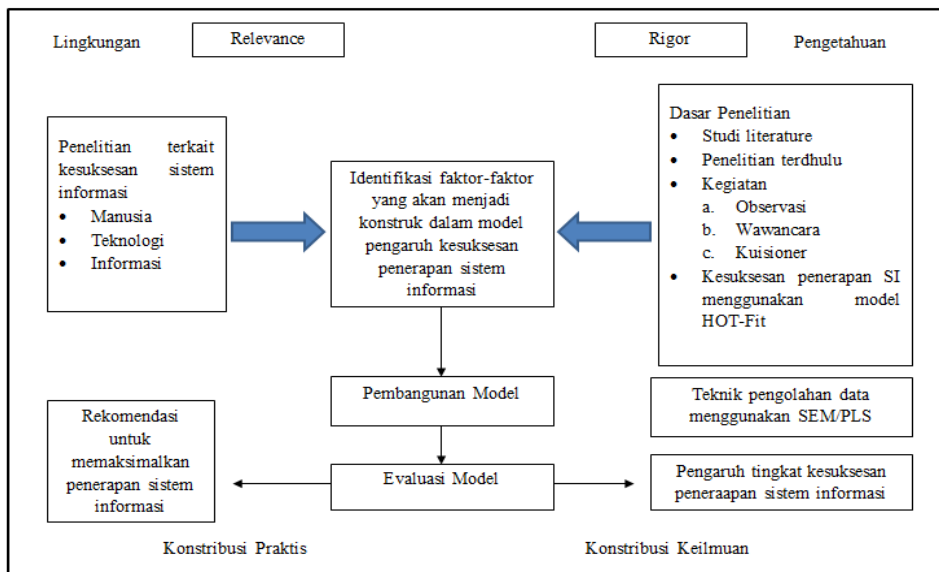 Lingkungan
Relevance
Rigor
Pengetahuan
Penelitian terkait
kesuksesan sistem
informasi
• Manusia
• Teknologi
• Informasi
Identifikasi faktor-faktor
yang akan menjadi
konstruk dalam model
pengaruh kesuksesan
penerapan sistem
informasi
Dasar Penelitian
• Studi literature
• Penelitian terdhulu
• Kegiatan
a. Observasi
b. Wawancara
c. Kuisioner
• Kesuksesan penerapan SI
menggunakan model
HOT-Fit
Pembangunan Model
Teknik pengolahan data
menggunakan SEM/PLS
Rekomendasi
untuk
memaksimalkan
penerapan sistem
informasi
Evaluasi Model
Pengaruh tingkat kesuksesan
peneraapan sistem informasi
Konstribusi Praktis
Konstribusi Keilmuan